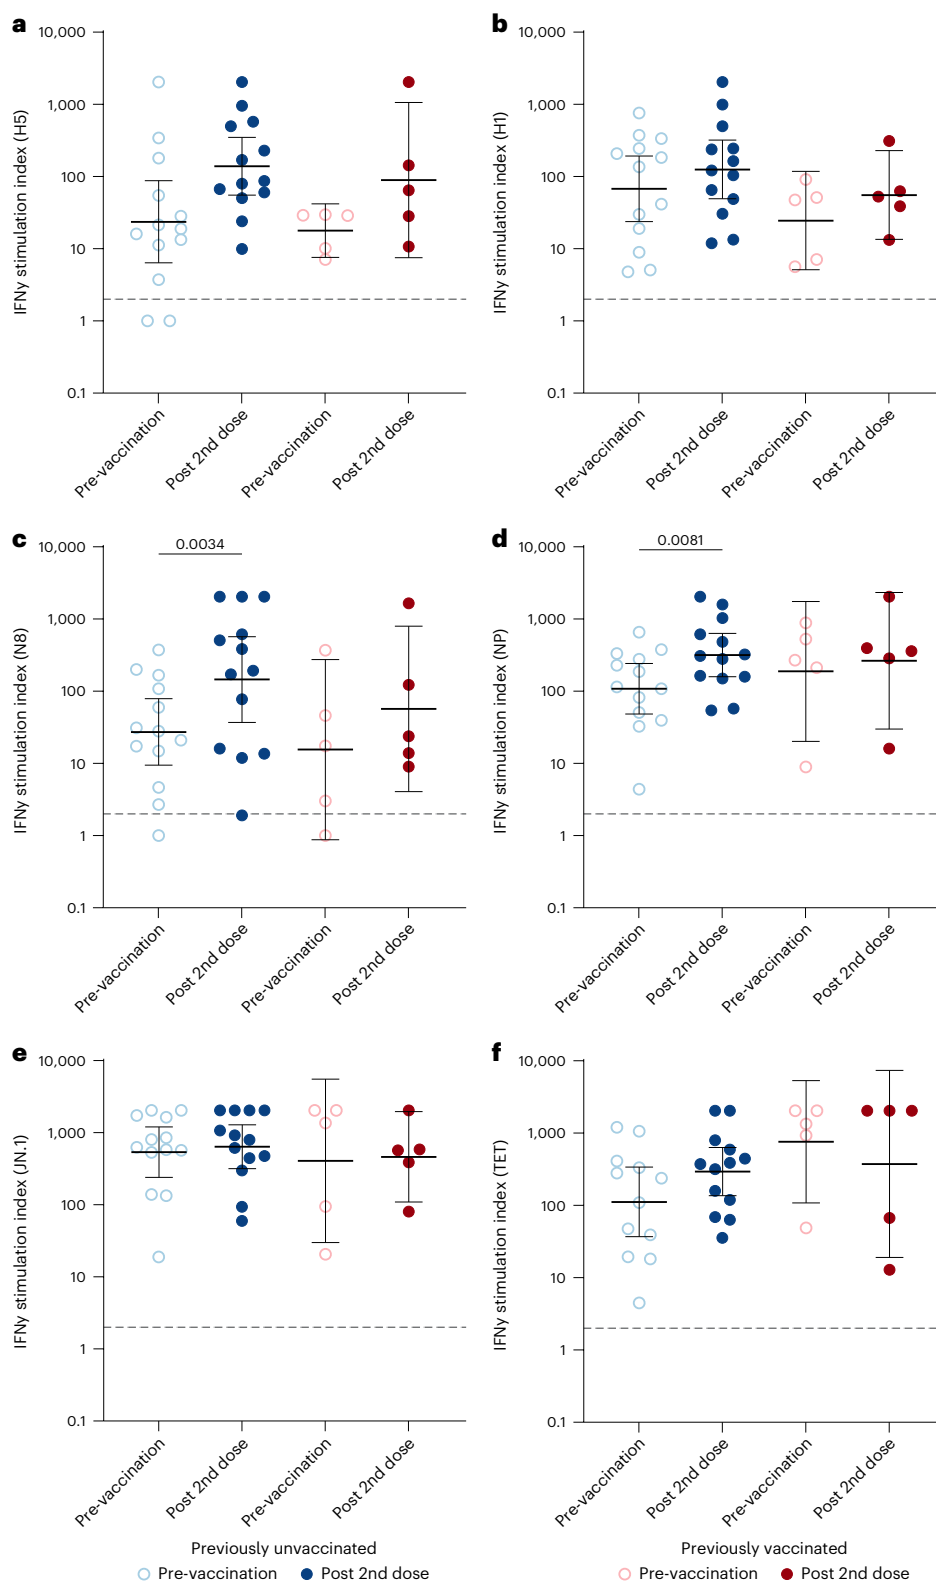 a
10,000
1,000
100
10
1
0.1
IFNγ stimulation index (H5)
Pre-vaccination
Post 2nd dose
Pre-vaccination
Post 2nd dose
b
10,000
1,000
100
10
1
0.1
IFNγ stimulation index (H1)
Pre-vaccination
Post 2nd dose
Pre-vaccination
Post 2nd dose
c
10,000
1,000
100
10
1
0.1
IFNγ stimulation index (N8)
0.0034
Pre-vaccination
Post 2nd dose
Pre-vaccination
Post 2nd dose
d
10,000
1,000
100
10
1
0.1
IFNγ stimulation index (NP)
0.0081
Pre-vaccination
Post 2nd dose
Pre-vaccination
Post 2nd dose
e
10,000
1,000
100
10
1
0.1
IFNγ stimulation index (JN.1)
Pre-vaccination
Post 2nd dose
Pre-vaccination
Post 2nd dose
f
10,000
1,000
100
10
1
0.1
IFNγ stimulation index (TET)
Pre-vaccination
Post 2nd dose
Pre-vaccination
Post 2nd dose
Previously unvaccinated
Pre-vaccination Post 2nd dose
Previously vaccinated
Pre-vaccination Post 2nd dose